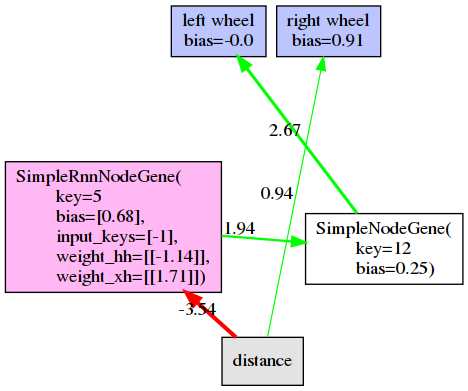 left wheel
bias=-0.0
right wheel
bias=0.91
2.67
0.94
SimpleRnnNodeGene(
key=5
bias=[0.68],
input_keys=[-1],
weight_hh=[[-1.14]],
weight_xh=[[1.71]])
1.94
SimpleNodeGene(
key=12
bias=0.25)
-3.54
distance